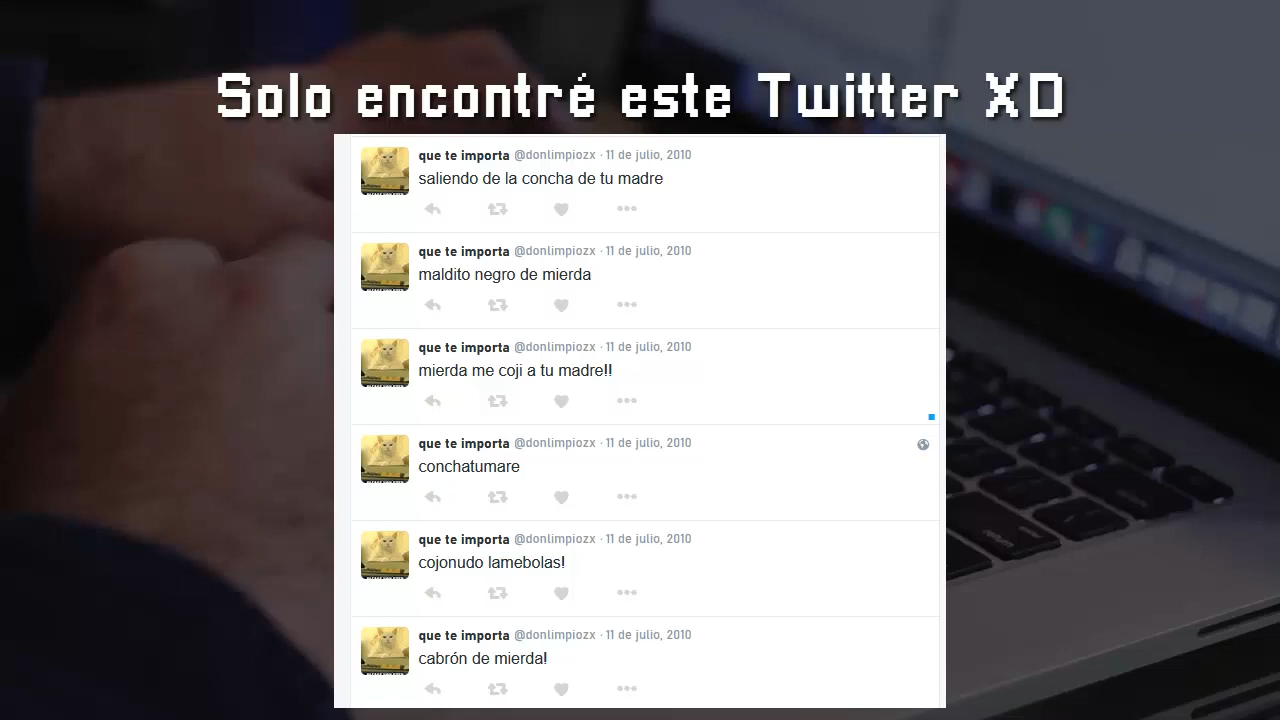 Solo encontré este Twitter XD
que te importa @donlimpiozx · 11 de julio, 2010
saliendo de la concha de tu madre
que te importa @donlimpiozx · 11 de julio, 2010
maldito negro de mierda
que te importa @donlimpiozx · 11 de julio, 2010
mierda me coji a tu madre!!
que te importa @donlimpiozx · 11 de julio, 2010
conchatumare
que te importa @donlimpiozx · 11 de julio, 2010
cojonudo lamebolas!
que te importa @donlimpiozx · 11 de julio, 2010
cabrón de mierda!